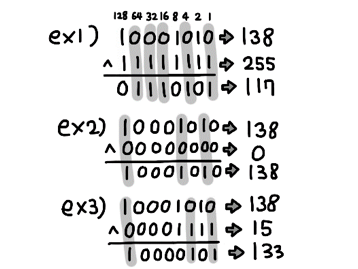 128 64 32 16 8 4 2 1
ex1) 10001010 ⇒ 138
^ 11111111 ⇒ 255
01110101 ⇒ 117
ex2) 10001010 ⇒ 138
^ 00000000 ⇒ 0
10001010 ⇒ 138
ex3) 10001010 ⇒ 138
^ 00001111 ⇒ 15
10000101 ⇒ 133